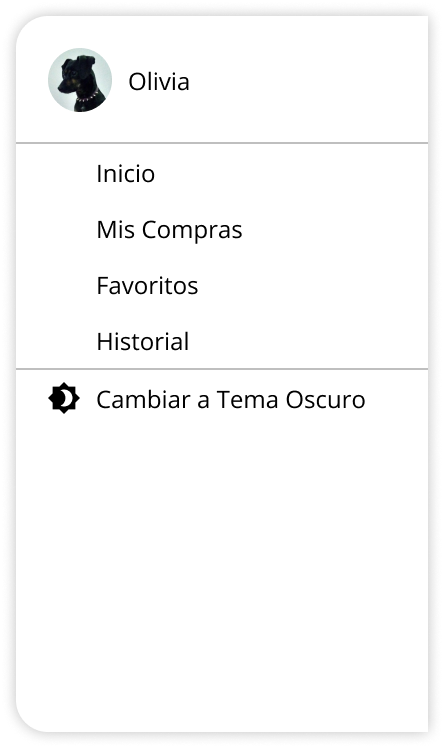 Olivia
Inicio
Mis Compras
Favoritos
Historial
Cambiar a Tema Oscuro